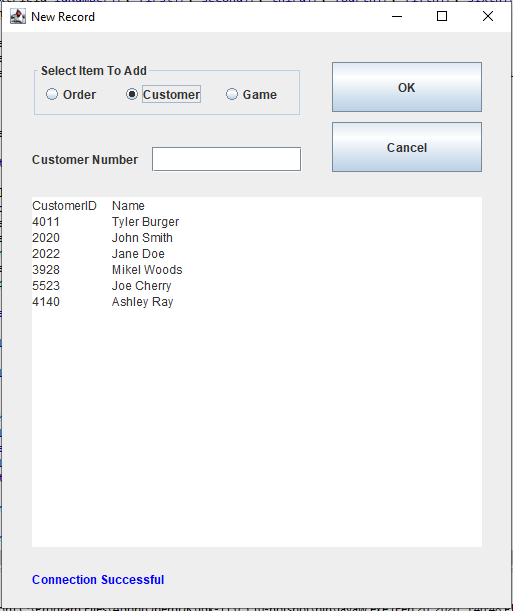 New Record
Select Item To Add
Order Customer Game
OK
Cancel
Customer Number
CustomerID Name
4011 Tyler Burger
2020 John Smith
2022 Jane Doe
3928 Mikel Woods
5523 Joe Cherry
4140 Ashley Ray
Connection Successful